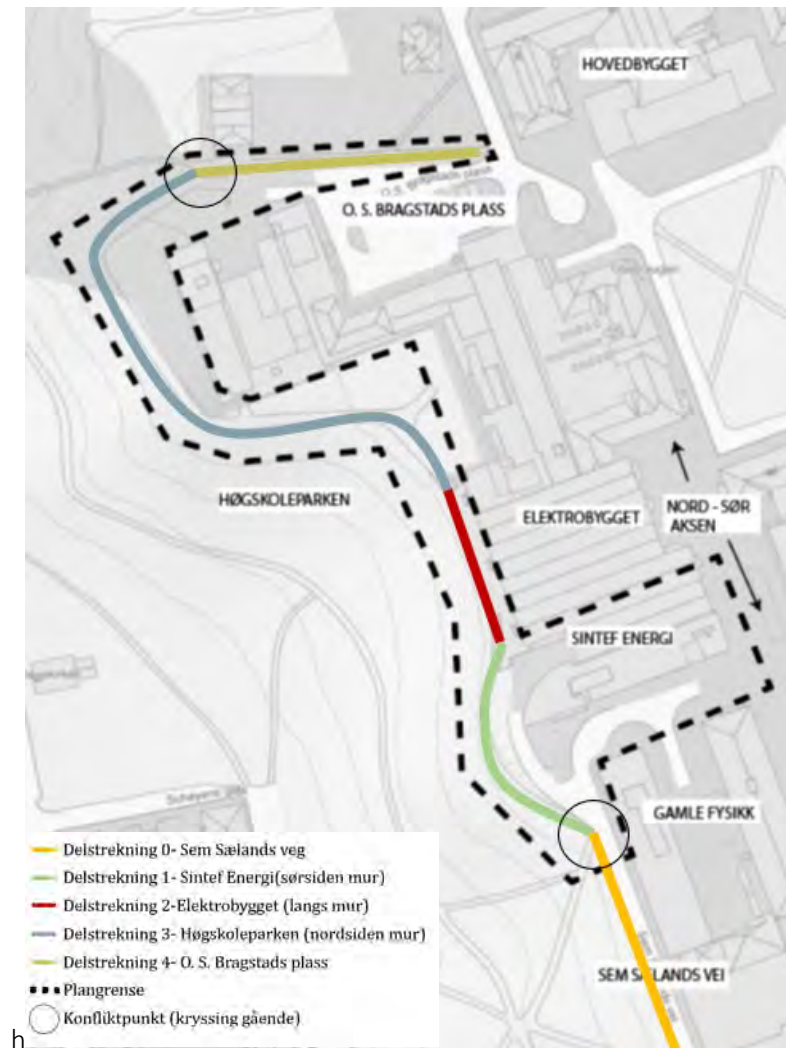 HOVEDBYGGET
O. S. Bragstads plass
O. S. BRAGSTADS PLASS
HØGSKOLEPARKEN
ELEKTROBYGGET
NORD - SØR
AKSEN
SINTEF ENERGI
GAMLE FYSIKK
Delstrekning 0- Sem Sælands veg
Delstrekning 1- Sintef Energi(sørsiden mur)
Delstrekning 2-Elektrobygget (langs mur)
Delstrekning 3- Høgskoleparken (nordsiden mur)
Delstrekning 4- O. S. Bragstads plass
Plangrense
Konfliktpunkt (kryssing gående)
SEM SÆLANDS VEI
h